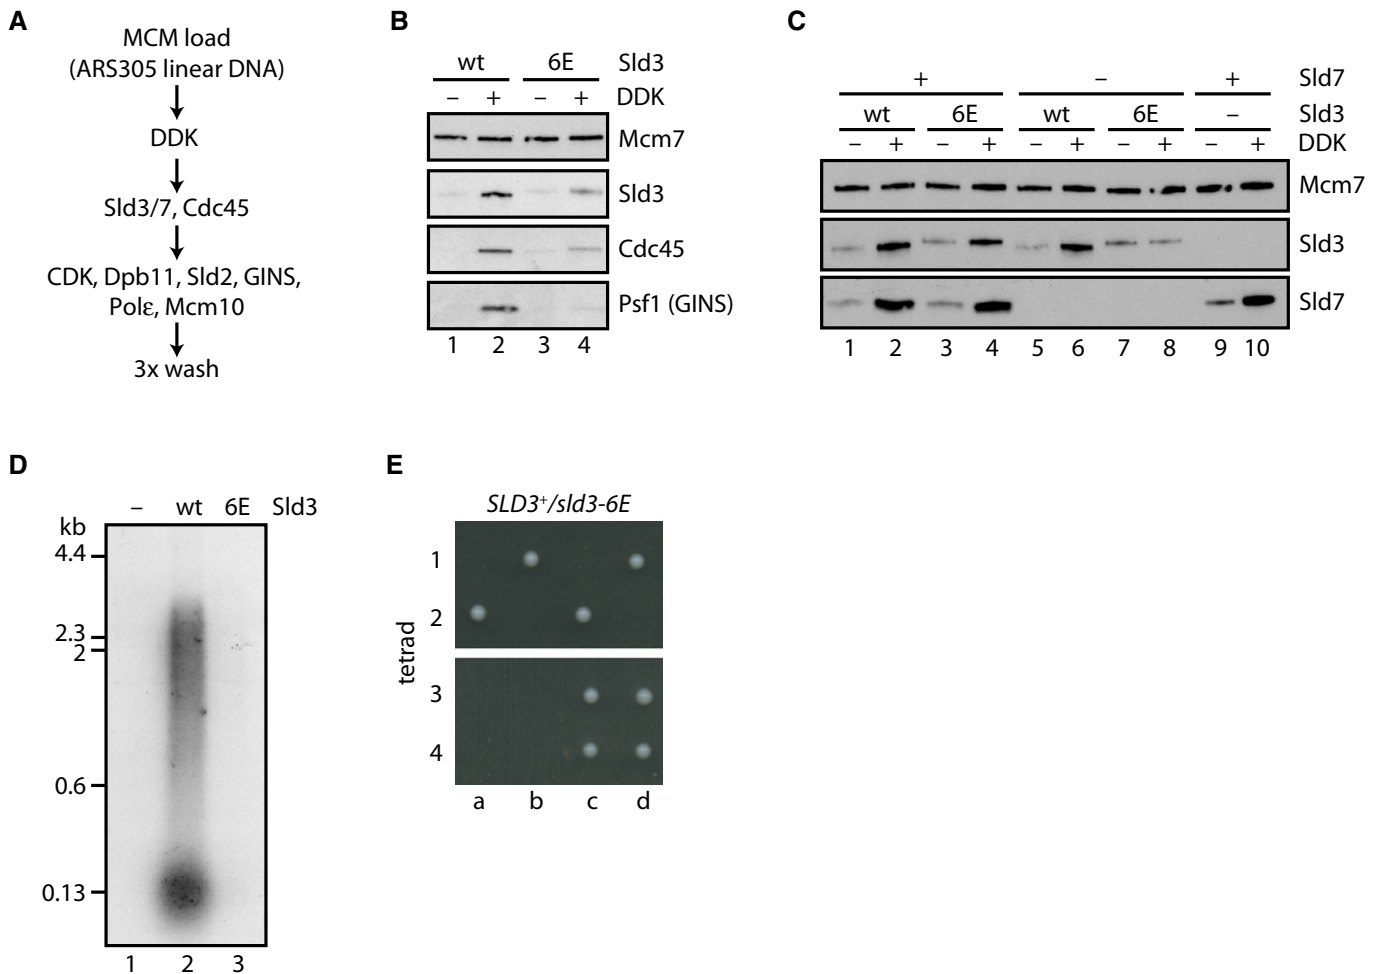 A
MCM load
(ARS305 linear DNA)
DDK
Sld3/7, Cdc45
CDK, Dpb11, Sld2, GINS,
Polε, Mcm10
3x wash
B
wt 6E Sld3
– + – + DDK
Mcm7
Sld3
Cdc45
Psf1 (GINS)
1 2 3 4
C
+ – + Sld7
wt 6E wt 6E – Sld3
– + – + – + – + – + DDK
Mcm7
Sld3
Sld7
1 2 3 4 5 6 7 8 9 10
D
– wt 6E Sld3
kb
4.4
2.3
2
0.6
0.13
1 2 3
E
SLD3⁺/sld3-6E
tetrad
1
2
3
4
a b c d